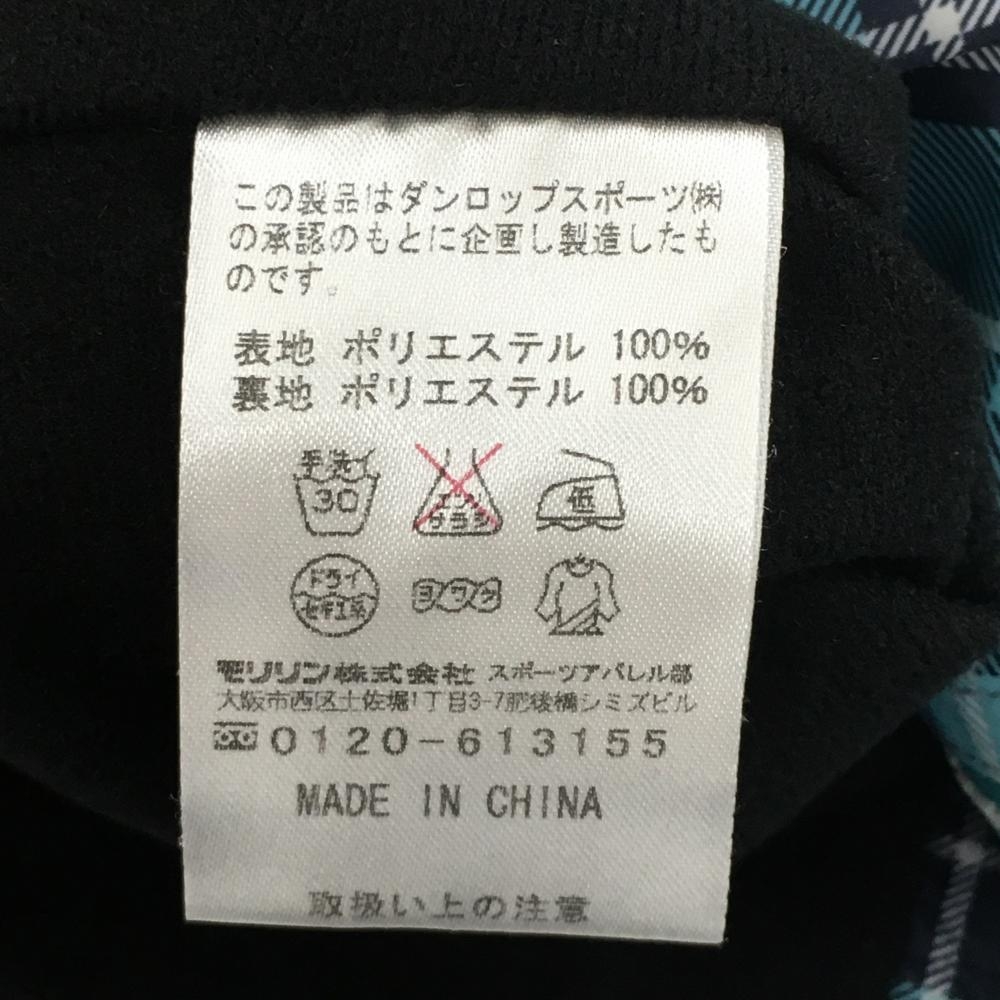 この製品はダンロップスポーツ㈱
の承認のもとに企画し製造したも
のです。
表地 ポリエステル 100%
裏地 ポリエステル 100%
手洗イ
30
エンソ
サラシ
低
ドライ
セキユ系
ヨワク
モリリン株式会社 スポーツアパレル部
大阪市西区土佐堀1丁目3-7肥後橋シミズビル
0120-613155
MADE IN CHINA
取扱い上の注意